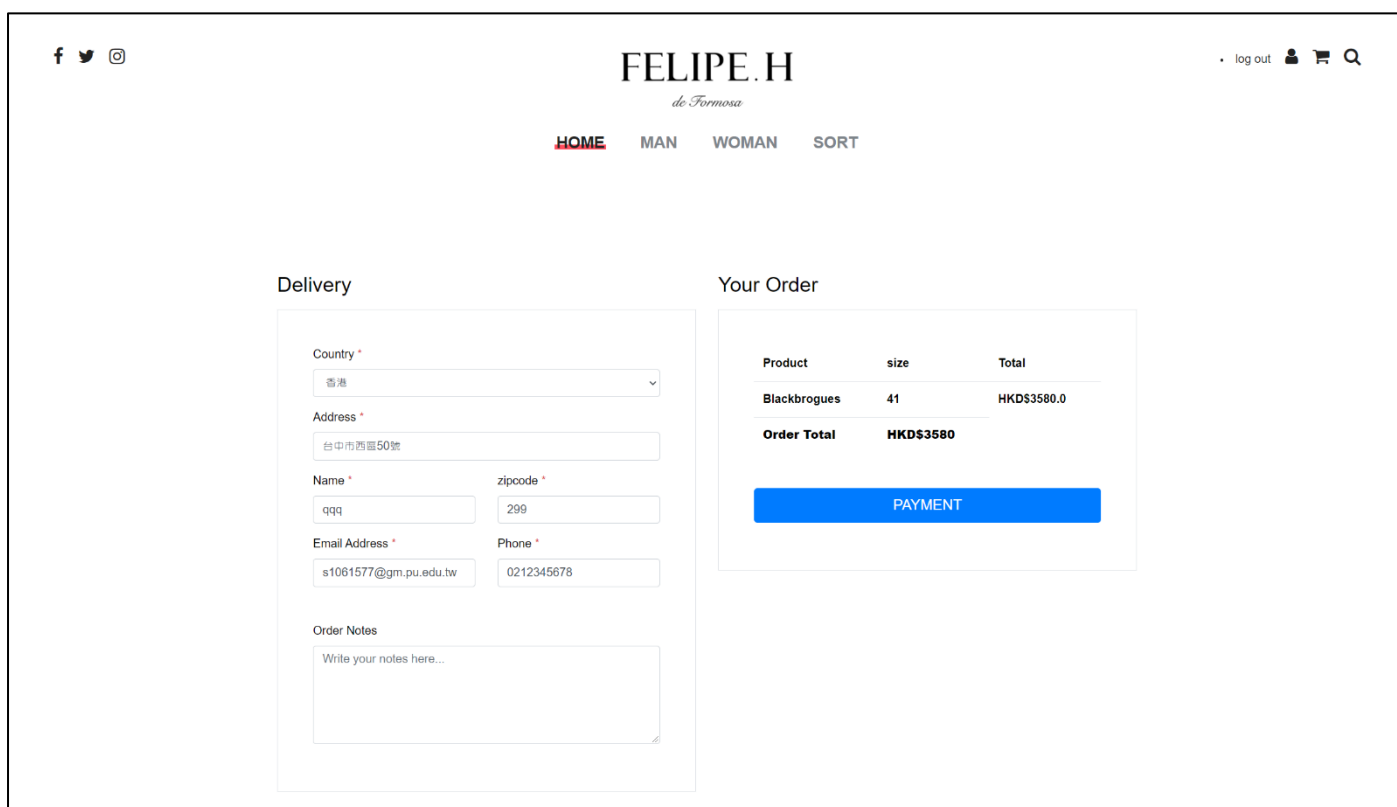 log out
FELIPE.H
de Formosa
HOME MAN WOMAN SORT
Delivery
Country *
香港
Address *
台中市西區50號
Name * zipcode *
qqq 299
Email Address * Phone *
s1061577@gm.pu.edu.tw 0212345678
Order Notes
Write your notes here...
Your Order
Product size Total
Blackbrogues 41 HKD$3580.0
Order Total HKD$3580
PAYMENT